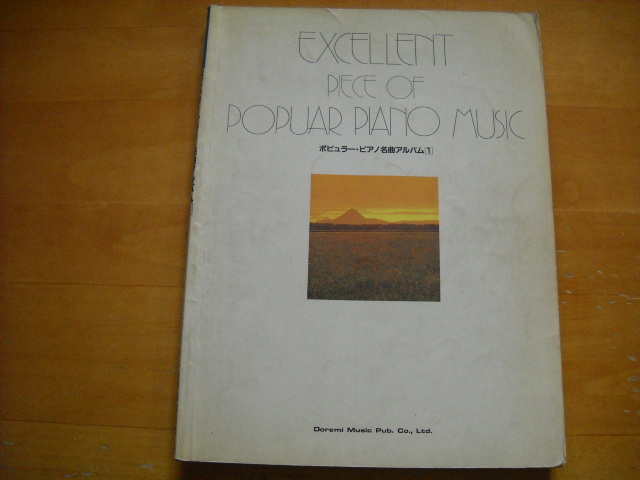 EXCELLENT
PIECE OF
POPUAR PIANO MUSIC
ポピュラー・ピアノ名曲アルバム[1]
Doremi Music Pub. Co., Ltd.